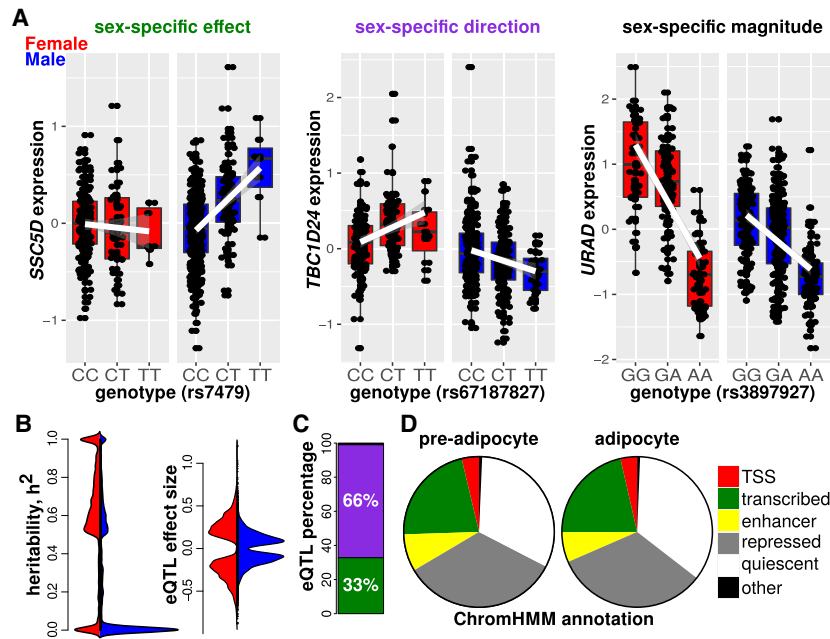 A
sex-specific effect
sex-specific direction
sex-specific magnitude
Female
Male
SSC5D expression
1
0
−1
CC CT TT
CC CT TT
genotype (rs7479)
TBC1D24 expression
2
1
0
−1
CC CT TT
CC CT TT
genotype (rs67187827)
URAD expression
2
1
0
−1
−2
GG GA AA
GG GA AA
genotype (rs3897927)
B
heritability, h²
1.0
0.8
0.6
0.4
0.2
0.0
eQTL effect size
1.0
0.5
0.0
−0.5
C
eQTL percentage
100
80
60
40
20
0
66%
33%
D
pre-adipocyte
adipocyte
TSS
transcribed
enhancer
repressed
quiescent
other
ChromHMM annotation